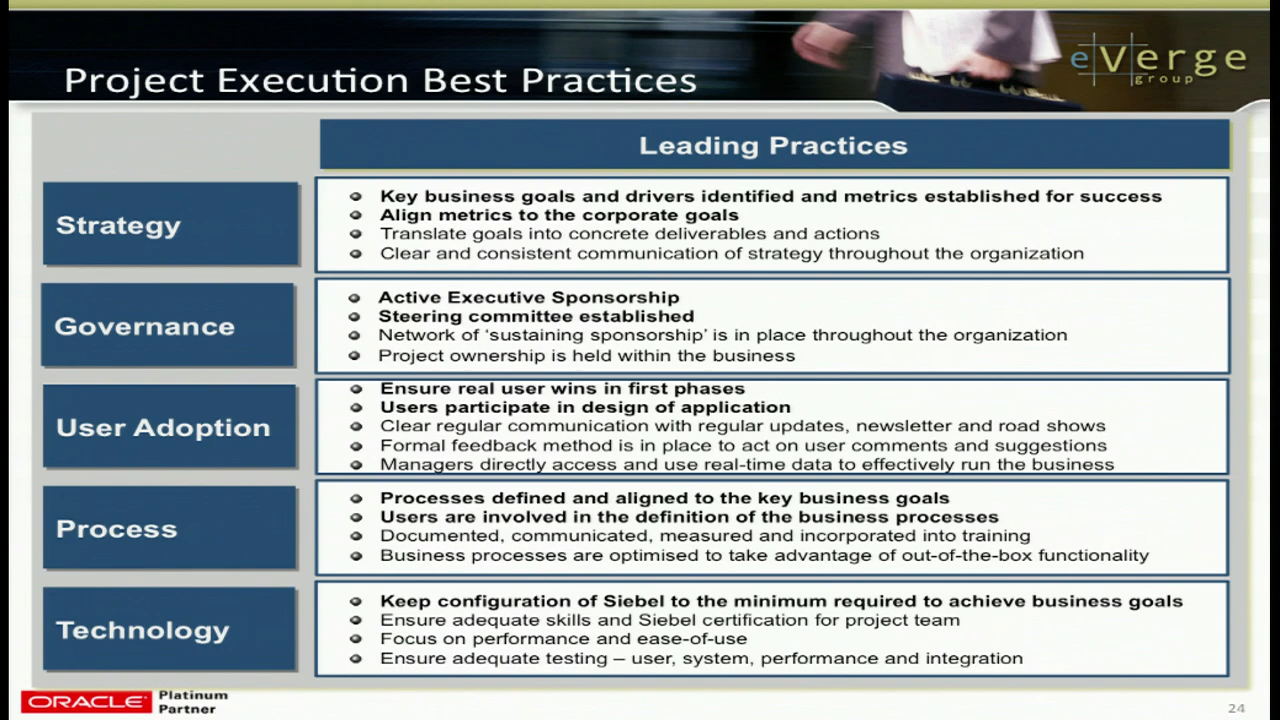 Project Execution Best Practices
eVerge
group
Leading Practices
Strategy
Key business goals and drivers identified and metrics established for success
Align metrics to the corporate goals
Translate goals into concrete deliverables and actions
Clear and consistent communication of strategy throughout the organization
Governance
Active Executive Sponsorship
Steering committee established
Network of ‘sustaining sponsorship’ is in place throughout the organization
Project ownership is held within the business
User Adoption
Ensure real user wins in first phases
Users participate in design of application
Clear regular communication with regular updates, newsletter and road shows
Formal feedback method is in place to act on user comments and suggestions
Managers directly access and use real-time data to effectively run the business
Process
Processes defined and aligned to the key business goals
Users are involved in the definition of the business processes
Documented, communicated, measured and incorporated into training
Business processes are optimised to take advantage of out-of-the-box functionality
Technology
Keep configuration of Siebel to the minimum required to achieve business goals
Ensure adequate skills and Siebel certification for project team
Focus on performance and ease-of-use
Ensure adequate testing – user, system, performance and integration
ORACLE
Platinum
Partner
24